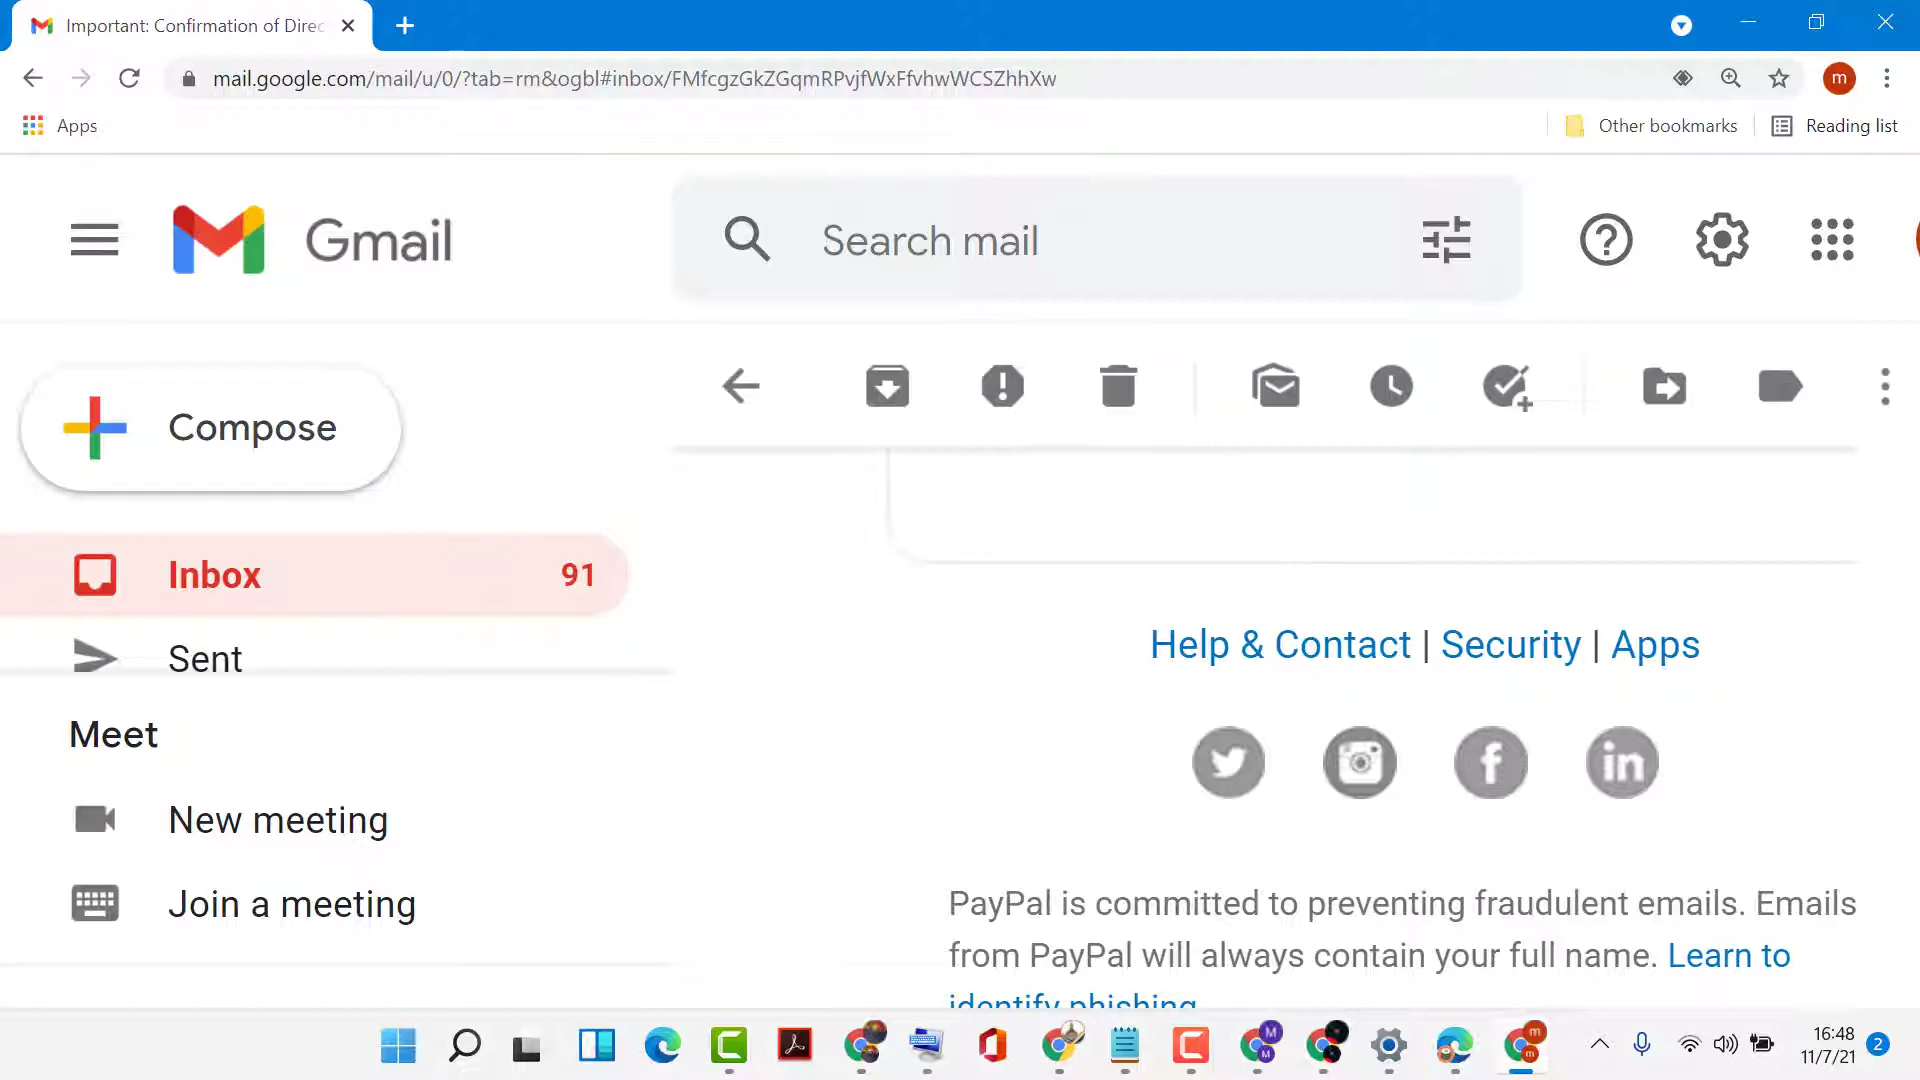 Important: Confirmation of Direc
mail.google.com/mail/u/0/?tab=rm&ogbl#inbox/FMfcgzGkZGqmRPvjfWxFfvhwWCSZhhXw
m
Apps
Other bookmarks
Reading list
Gmail
Search mail
Compose
Inbox 91
Sent
Meet
New meeting
Join a meeting
Help & Contact | Security | Apps
PayPal is committed to preventing fraudulent emails. Emails
from PayPal will always contain your full name. Learn to
identify phishing
16:48
11/7/21
2